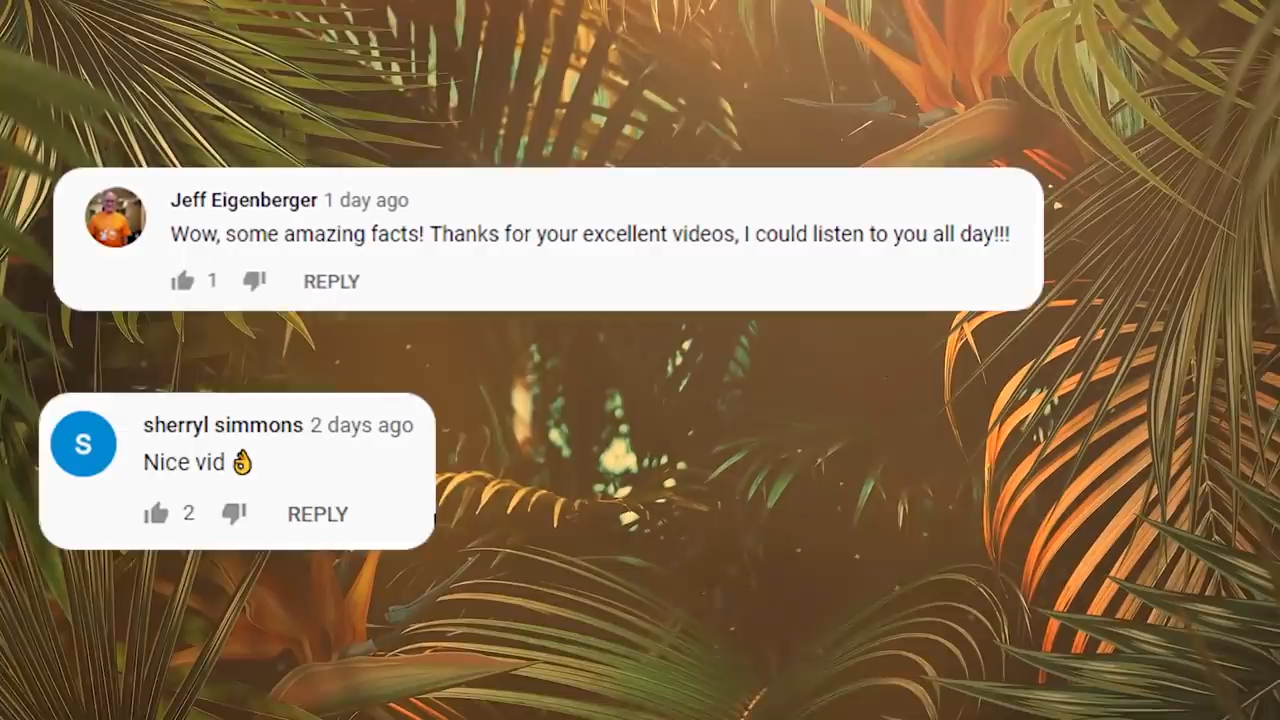 Jeff Eigenberger 1 day ago
Wow, some amazing facts! Thanks for your excellent videos, I could listen to you all day!!!
1 REPLY
S
sherryl simmons 2 days ago
Nice vid 👌
2 REPLY